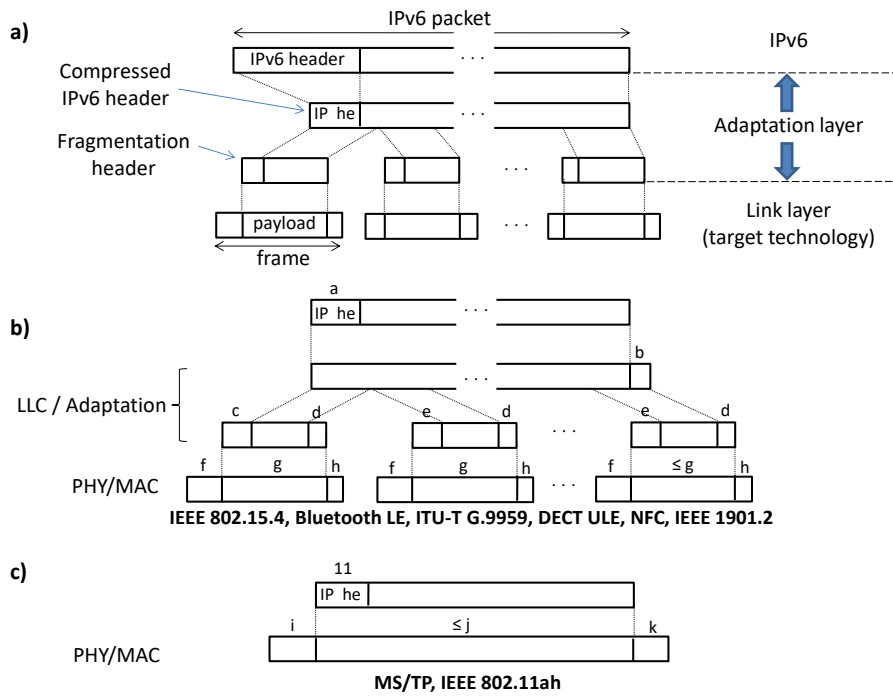 a)
IPv6 packet
IPv6
IPv6 header
. . .
Compressed
IPv6 header
IP he
. . .
Adaptation layer
Fragmentation
header
. . .
payload
. . .
Link layer
(target technology)
frame
b)
a
IP he
. . .
b
. . .
LLC / Adaptation
c d e d e d
. . .
f g h f g h f ≤ g h
PHY/MAC
. . .
IEEE 802.15.4, Bluetooth LE, ITU-T G.9959, DECT ULE, NFC, IEEE 1901.2
c)
11
IP he
i ≤ j k
PHY/MAC
MS/TP, IEEE 802.11ah